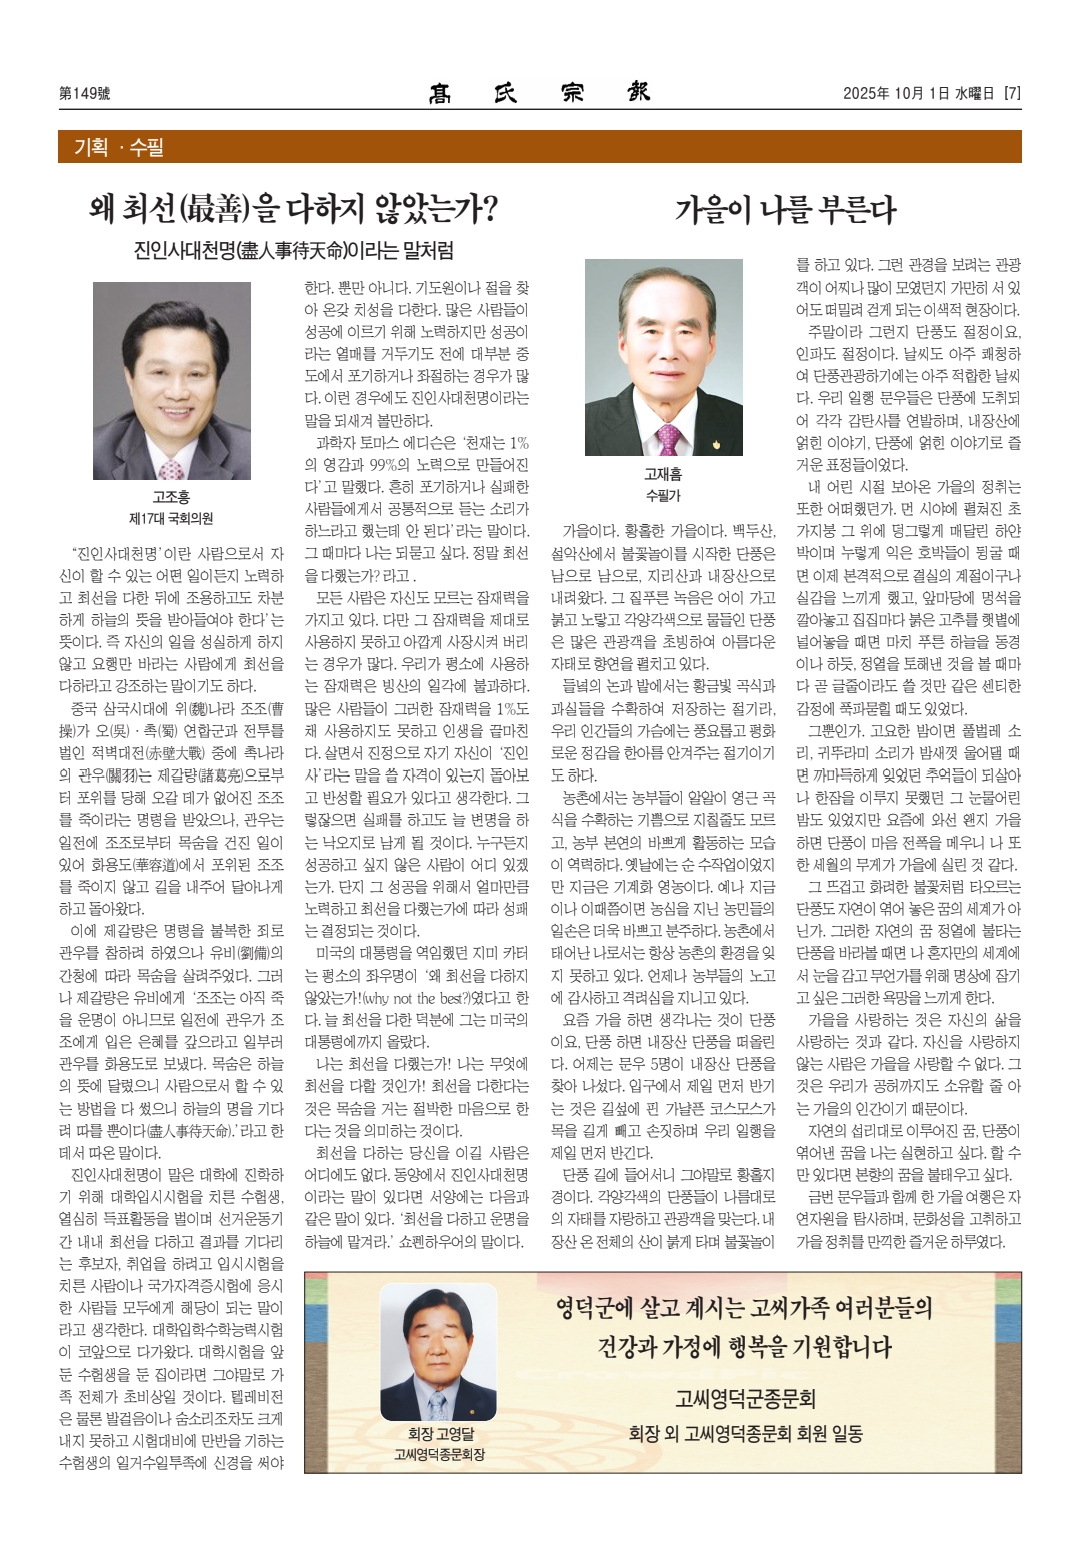 第149號
髙氏宗報
2025年 10月 1日 水曜日 [7]
기획 · 수필
왜 최선(最善)을 다하지 않았는가?
진인사대천명(盡人事待天命)이라는 말처럼
고조흥
제17대 국회의원
“진인사대천명’이란 사람으로서 자
신이 할 수 있는 어떤 일이든지 노력하
고 최선을 다한 뒤에 조용하고도 차분
하게 하늘의 뜻을 받아들여야 한다’는
뜻이다. 즉 자신의 일을 성실하게 하지
않고 요행만 바라는 사람에게 최선을
다하라고 강조하는 말이기도 하다.
중국 삼국시대에 위(魏)나라 조조(曹
操)가 오(吳)·촉(蜀) 연합군과 전투를
벌인 적벽대전(赤壁大戰) 중에 촉나라
의 관우(關羽)는 제갈량(諸葛亮)으로부
터 포위를 당해 오갈 데가 없어진 조조
를 죽이라는 명령을 받았으나, 관우는
일전에 조조로부터 목숨을 건진 일이
있어 화용도(華容道)에서 포위된 조조
를 죽이지 않고 길을 내주어 달아나게
하고 돌아왔다.
이에 제갈량은 명령을 불복한 죄로
관우를 참하려 하였으나 유비(劉備)의
간청에 따라 목숨을 살려주었다. 그러
나 제갈량은 유비에게 ‘조조는 아직 죽
을 운명이 아니므로 일전에 관우가 조
조에게 입은 은혜를 갚으라고 일부러
관우를 화용도로 보냈다. 목숨은 하늘
의 뜻에 달렸으니 사람으로서 할 수 있
는 방법을 다 썼으니 하늘의 명을 기다
려 따를 뿐이다(盡人事待天命).’라고 한
데서 따온 말이다.
진인사대천명이 말은 대학에 진학하
기 위해 대학입시시험을 치른 수험생,
열심히 득표활동을 벌이며 선거운동기
간 내내 최선을 다하고 결과를 기다리
는 후보자, 취업을 하려고 입시시험을
치른 사람이나 국가자격증시험에 응시
한 사람들 모두에게 해당이 되는 말이
라고 생각한다. 대학입학수학능력시험
이 코앞으로 다가왔다. 대학시험을 앞
둔 수험생을 둔 집이라면 그야말로 가
족 전체가 초비상일 것이다. 텔레비전
은 물론 발걸음이나 숨소리조차도 크게
내지 못하고 시험대비에 만반을 기하는
수험생의 일거수일투족에 신경을 써야
한다. 뿐만 아니다. 기도원이나 절을 찾
아 온갖 치성을 다한다. 많은 사람들이
성공에 이르기 위해 노력하지만 성공이
라는 열매를 거두기도 전에 대부분 중
도에서 포기하거나 좌절하는 경우가 많
다. 이런 경우에도 진인사대천명이라는
말을 되새겨 볼만하다.
과학자 토마스 에디슨은 ‘천재는 1%
의 영감과 99%의 노력으로 만들어진
다’고 말했다. 흔히 포기하거나 실패한
사람들에게서 공통적으로 듣는 소리가
하느라고 했는데 안 된다’라는 말이다.
그 때마다 나는 되묻고 싶다. 정말 최선
을 다했는가? 라고 .
모든 사람은 자신도 모르는 잠재력을
가지고 있다. 다만 그 잠재력을 제대로
사용하지 못하고 아깝게 사장시켜 버리
는 경우가 많다. 우리가 평소에 사용하
는 잠재력은 빙산의 일각에 불과하다.
많은 사람들이 그러한 잠재력을 1%도
채 사용하지도 못하고 인생을 끝마친
다. 살면서 진정으로 자기 자신이 ‘진인
사’라는 말을 쓸 자격이 있는지 돌아보
고 반성할 필요가 있다고 생각한다. 그
렇잖으면 실패를 하고도 늘 변명을 하
는 낙오자로 남게 될 것이다. 누구든지
성공하고 싶지 않은 사람이 어디 있겠
는가. 단지 그 성공을 위해서 얼마만큼
노력하고 최선을 다했는가에 따라 성패
는 결정되는 것이다.
미국의 대통령을 역임했던 지미 카터
는 평소의 좌우명이 ‘왜 최선을 다하지
않았는가!(why not the best?)였다고 한
다. 늘 최선을 다한 덕분에 그는 미국의
대통령에까지 올랐다.
나는 최선을 다했는가! 나는 무엇에
최선을 다할 것인가! 최선을 다한다는
것은 목숨을 거는 절박한 마음으로 한
다는 것을 의미하는 것이다.
최선을 다하는 당신을 이길 사람은
어디에도 없다. 동양에서 진인사대천명
이라는 말이 있다면 서양에는 다음과
같은 말이 있다. ‘최선을 다하고 운명을
하늘에 맡겨라.’ 쇼펜하우어의 말이다.
가을이 나를 부른다
고재흠
수필가
가을이다. 황홀한 가을이다. 백두산,
설악산에서 불꽃놀이를 시작한 단풍은
남으로 남으로, 지리산과 내장산으로
내려왔다. 그 짙푸른 녹음은 어이 가고
붉고 노랗고 각양각색으로 물들인 단풍
은 많은 관광객을 초빙하여 아름다운
자태로 향연을 펼치고 있다.
들녘의 논과 밭에서는 황금빛 곡식과
과실들을 수확하여 저장하는 절기라,
우리 인간들의 가슴에는 풍요롭고 평화
로운 정감을 한아름 안겨주는 절기이기
도 하다.
농촌에서는 농부들이 알알이 영근 곡
식을 수확하는 기쁨으로 지칠줄도 모르
고, 농부 본연의 바쁘게 활동하는 모습
이 역력하다. 옛날에는 순 수작업이었지
만 지금은 기계화 영농이다. 예나 지금
이나 이때쯤이면 농심을 지닌 농민들의
일손은 더욱 바쁘고 분주하다. 농촌에서
태어난 나로서는 항상 농촌의 환경을 잊
지 못하고 있다. 언제나 농부들의 노고
에 감사하고 격려심을 지니고 있다.
요즘 가을 하면 생각나는 것이 단풍
이요, 단풍 하면 내장산 단풍을 떠올린
다. 어제는 문우 5명이 내장산 단풍을
찾아 나섰다. 입구에서 제일 먼저 반기
는 것은 길섶에 핀 가냘픈 코스모스가
목을 길게 빼고 손짓하며 우리 일행을
제일 먼저 반긴다.
단풍 길에 들어서니 그야말로 황홀지
경이다. 각양각색의 단풍들이 나름대로
의 자태를 자랑하고 관광객을 맞는다. 내
장산 온 전체의 산이 붉게 타며 불꽃놀이
를 하고 있다. 그런 관경을 보려는 관광
객이 어찌나 많이 모였던지 가만히 서 있
어도 떠밀려 걷게 되는 이색적 현장이다.
주말이라 그런지 단풍도 절정이요,
인파도 절정이다. 날씨도 아주 쾌청하
여 단풍관광하기에는 아주 적합한 날씨
다. 우리 일행 문우들은 단풍에 도취되
어 각각 감탄사를 연발하며, 내장산에
얽힌 이야기, 단풍에 얽힌 이야기로 즐
거운 표정들이었다.
내 어린 시절 보아온 가을의 정취는
또한 어떠했던가. 먼 시야에 펼쳐진 초
가지붕 그 위에 덩그렇게 매달린 하얀
박이며 누렇게 익은 호박들이 뒹굴 때
면 이제 본격적으로 결실의 계절이구나
실감을 느끼게 했고, 앞마당에 멍석을
깔아놓고 집집마다 붉은 고추를 햇볕에
널어놓을 때면 마치 푸른 하늘을 동경
이나 하듯, 정열을 토해낸 것을 볼 때마
다 곧 글줄이라도 쓸 것만 같은 센티한
감정에 푹파묻힐 때도 있었다.
그뿐인가. 고요한 밤이면 풀벌레 소
리, 귀뚜라미 소리가 밤새껏 울어댈 때
면 까마득하게 잊었던 추억들이 되살아
나 한잠을 이루지 못했던 그 눈물어린
밤도 있었지만 요즘에 와선 왠지 가을
하면 단풍이 마음 전폭을 메우니 나 또
한 세월의 무게가 가을에 실린 것 같다.
그 뜨겁고 화려한 불꽃처럼 타오르는
단풍도 자연이 엮어 놓은 꿈의 세계가 아
닌가. 그러한 자연의 꿈 정열에 불타는
단풍을 바라볼 때면 나 혼자만의 세계에
서 눈을 감고 무언가를 위해 명상에 잠기
고 싶은 그러한 욕망을 느끼게 한다.
가을을 사랑하는 것은 자신의 삶을
사랑하는 것과 같다. 자신을 사랑하지
않는 사람은 가을을 사랑할 수 없다. 그
것은 우리가 공허까지도 소유할 줄 아
는 가을의 인간이기 때문이다.
자연의 섭리대로 이루어진 꿈, 단풍이
엮어낸 꿈을 나는 실현하고 싶다. 할 수
만 있다면 본향의 꿈을 불태우고 싶다.
금번 문우들과 함께 한 가을 여행은 자
연자원을 탐사하며, 문화성을 고취하고
가을 정취를 만끽한 즐거운 하루였다.
회장 고영달
고씨영덕종문회장
영덕군에 살고 계시는 고씨가족 여러분들의
건강과 가정에 행복을 기원합니다
고씨영덕군종문회
회장 외 고씨영덕종문회 회원 일동